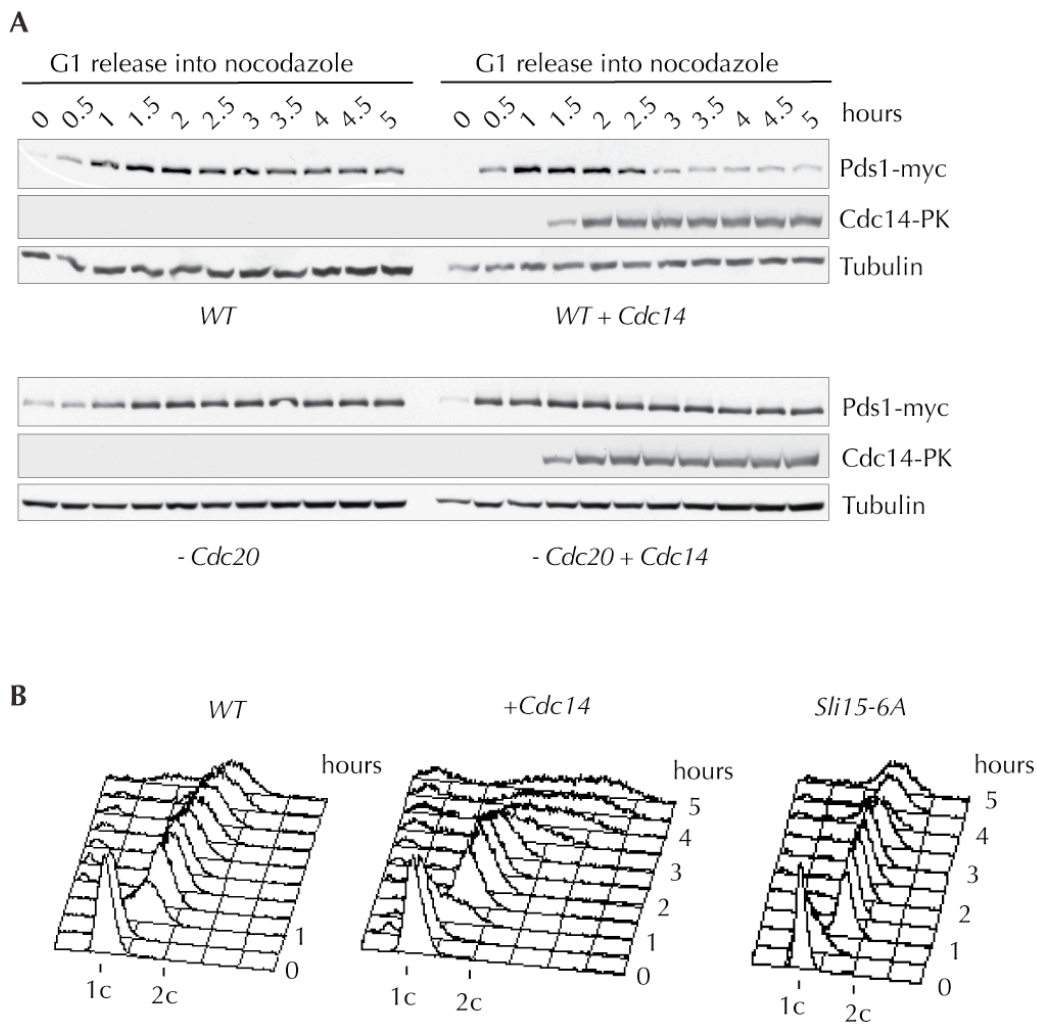 A
G1 release into nocodazole G1 release into nocodazole
0 0.5 1 1.5 2 2.5 3 3.5 4 4.5 5 0 0.5 1 1.5 2 2.5 3 3.5 4 4.5 5 hours
Pds1-myc
Cdc14-PK
Tubulin
WT WT + Cdc14
Pds1-myc
Cdc14-PK
Tubulin
- Cdc20 - Cdc20 + Cdc14
B
WT +Cdc14 Sli15-6A
hours hours hours
5 5
4 4
3 3
2 2
1 1 1
0 0 0
1c 2c 1c 2c 1c 2c